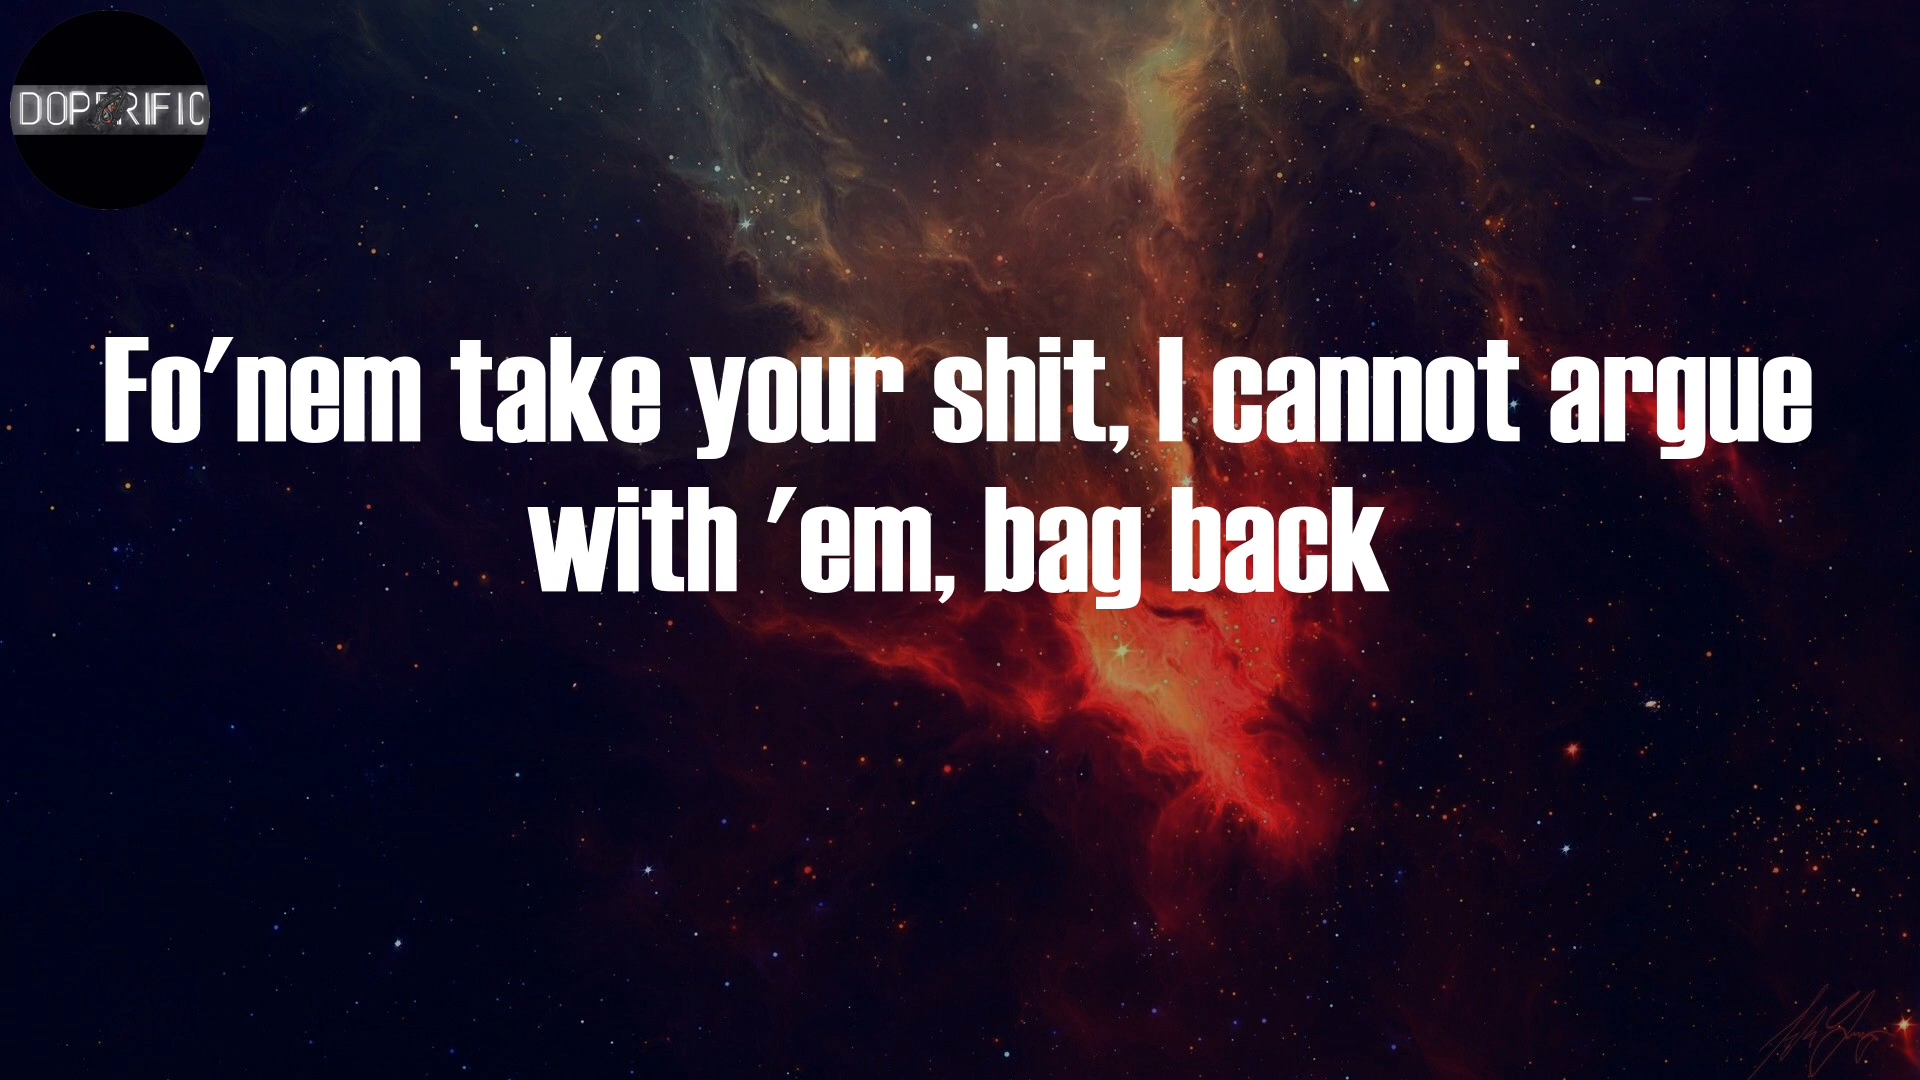 DOPERIFIC
Fo'nem take your shit, I cannot argue
with 'em, bag back